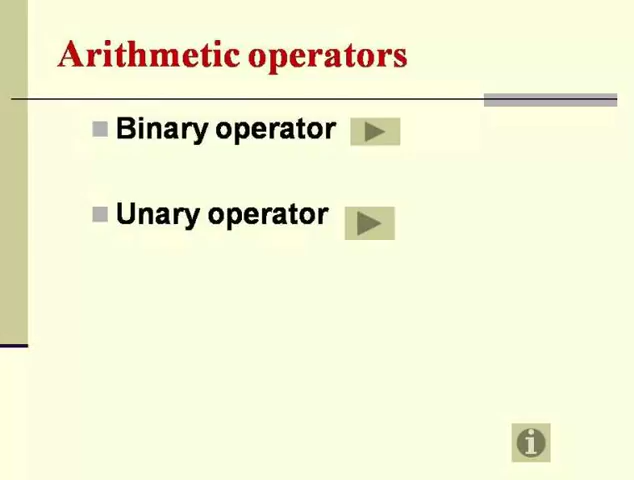 Arithmetic operators
Binary operator
Unary operator